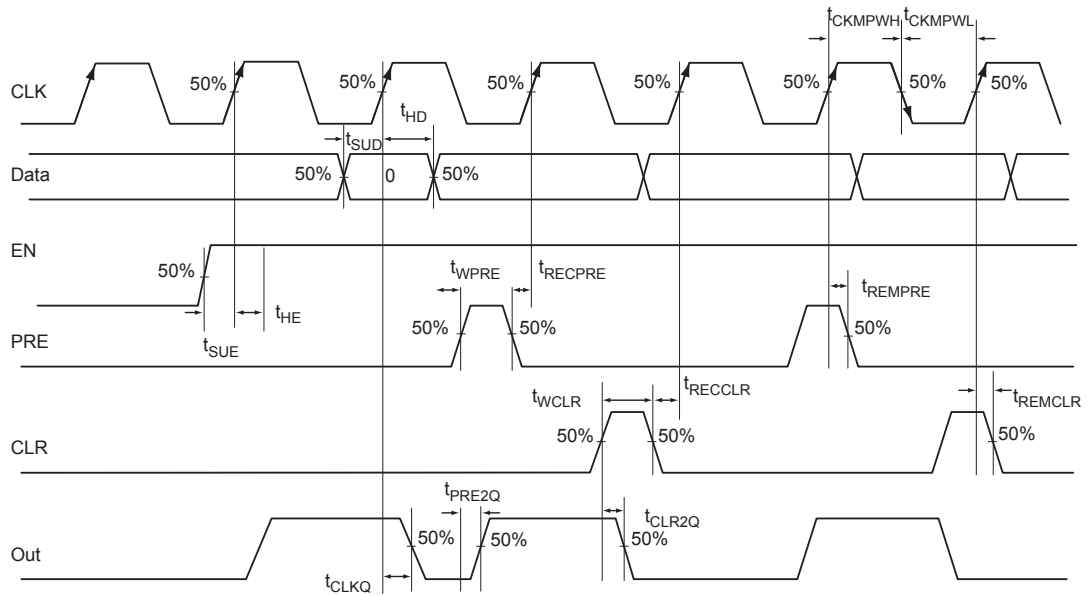 tCKMPWH tCKMPWL
CLK 50% 50% 50% 50% 50% 50% 50%
tSUD tHD
Data 50% 0 50%
EN
50%
tSUE tHE
tWPRE tRECPRE tREMPRE
PRE 50% 50% 50%
tWCLR tRECCLR tREMCLR
CLR 50% 50% 50%
tPRE2Q tCLR2Q
Out 50% 50% 50%
tCLKQ